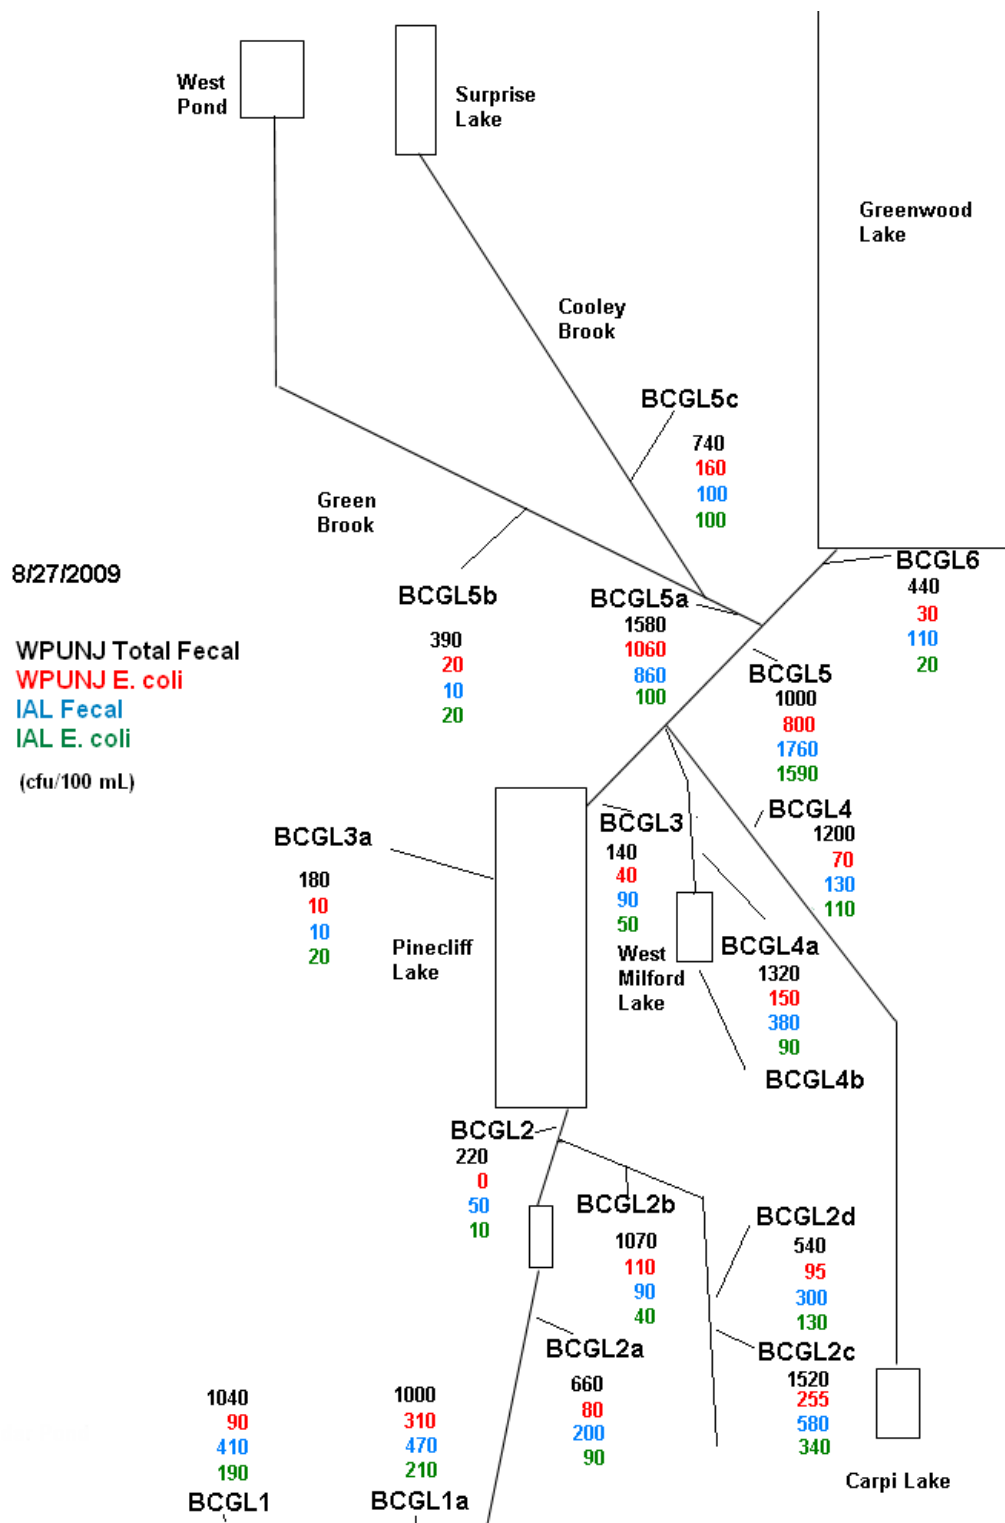 West
Pond
Surprise
Lake
Greenwood
Lake
Cooley
Brook
BCGL5c
740
160
100
100
Green
Brook
8/27/2009
WPUNJ Total Fecal
WPUNJ E. coli
IAL Fecal
IAL E. coli
(cfu/100 mL)
BCGL5b
390
20
10
20
BCGL5a
1580
1060
860
100
BCGL6
440
30
110
20
BCGL5
1000
800
1760
1590
BCGL4
1200
70
130
110
BCGL3a
180
10
10
20
Pinecliff
Lake
BCGL3
140
40
90
50
West
Milford
Lake
BCGL4a
1320
150
380
90
BCGL4b
BCGL2
220
0
50
10
BCGL2b
1070
110
90
40
BCGL2d
540
95
300
130
BCGL2c
1520
255
580
340
BCGL2a
660
80
200
90
1040
90
410
190
BCGL1
1000
310
470
210
BCGL1a
Carpi Lake